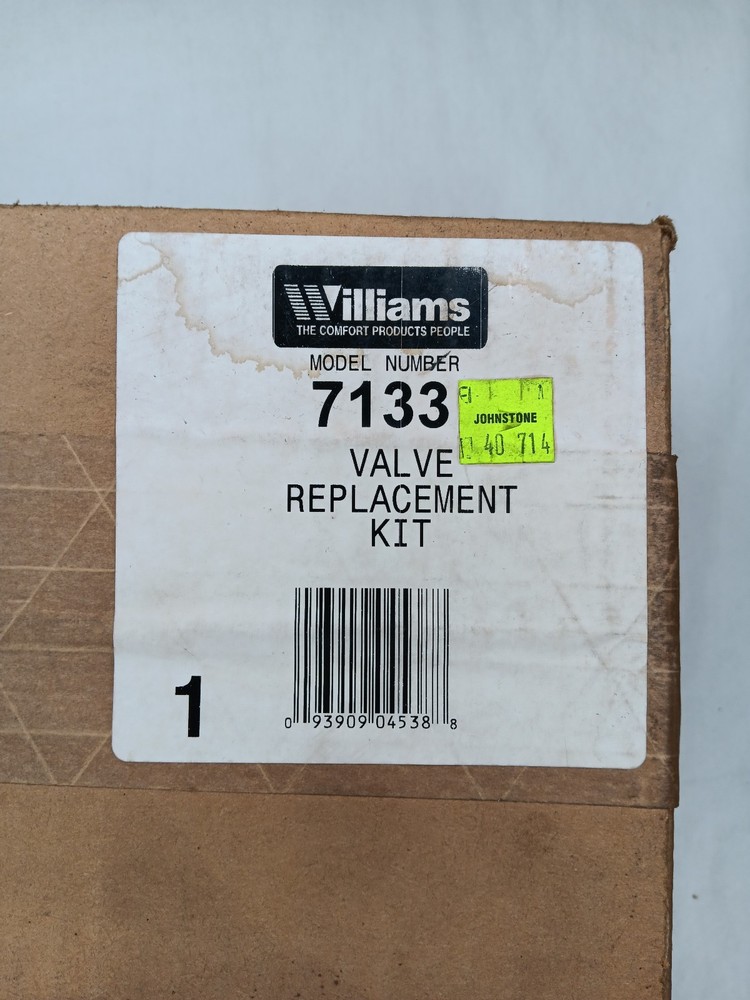 Williams
THE COMFORT PRODUCTS PEOPLE
MODEL NUMBER
7133
JOHNSTONE
40 714
VALVE
REPLACEMENT
KIT
1
0 93909 04538 8